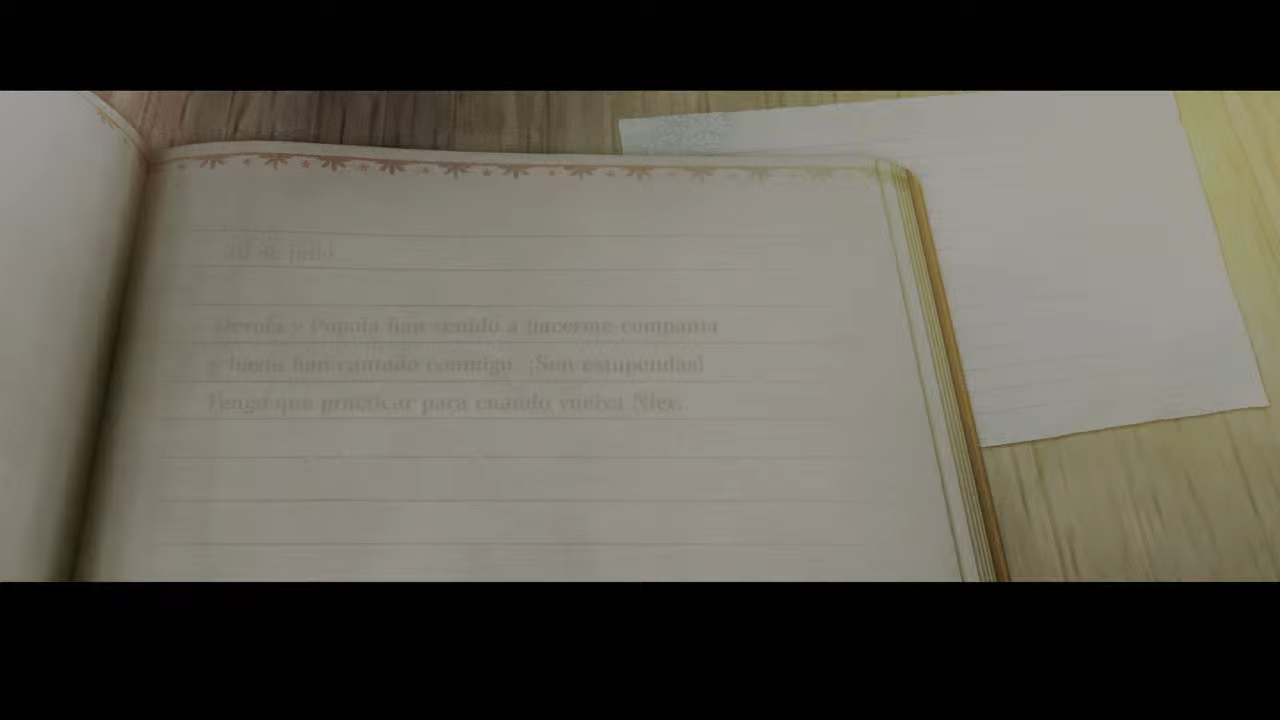 de julio
Devola y Popola han venido a hacerme compañía
y hasta han cantado conmigo. ¡Son estupendas!
Tengo que practicar para cuando vuelva Nier.